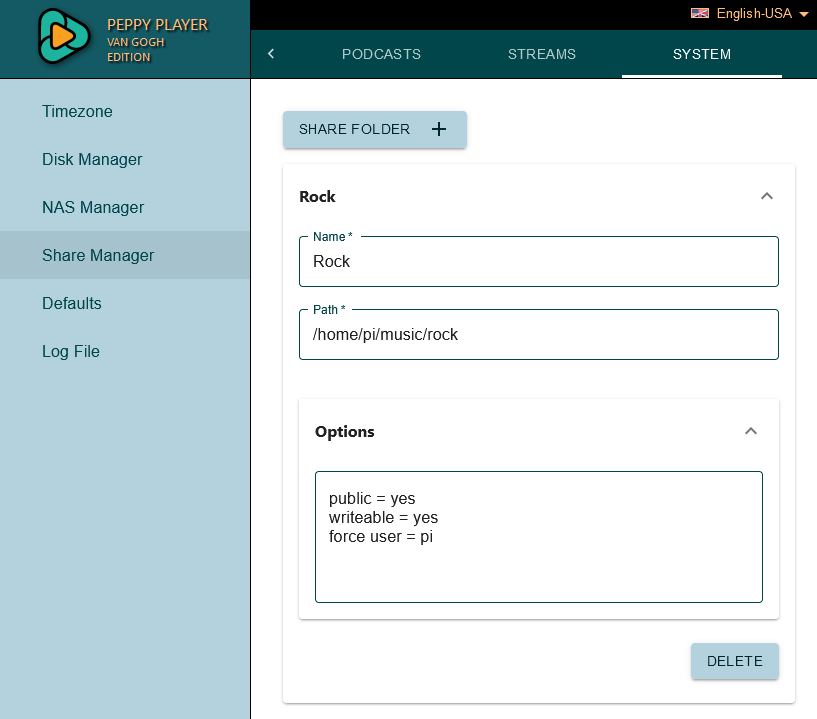 PEPPY PLAYER
VAN GOGH
EDITION
English-USA
PODCASTS
STREAMS
SYSTEM
Timezone
Disk Manager
NAS Manager
Share Manager
Defaults
Log File
SHARE FOLDER +
Rock
Name *
Rock
Path *
/home/pi/music/rock
Options
public = yes
writeable = yes
force user = pi
DELETE